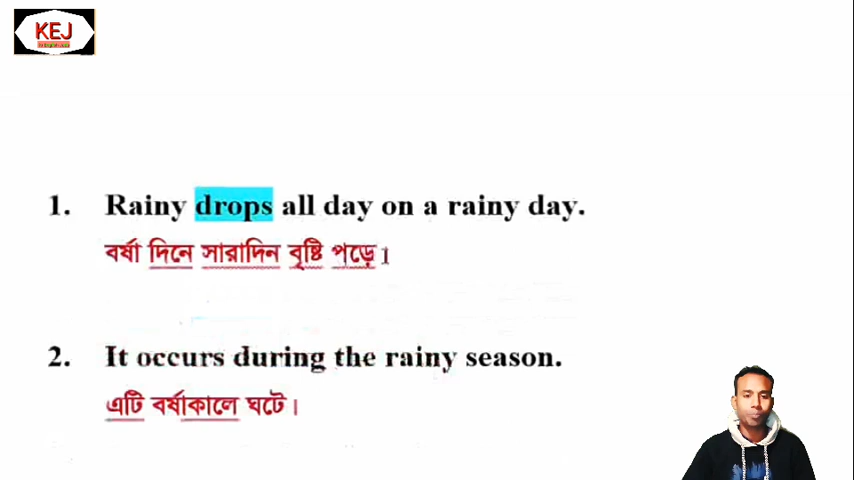 KEJ
1. Rainy drops all day on a rainy day.
বর্ষা দিনে সারাদিন বৃষ্টি পড়ে 1
2. It occurs during the rainy season.
এটি বর্ষাকালে ঘটে।